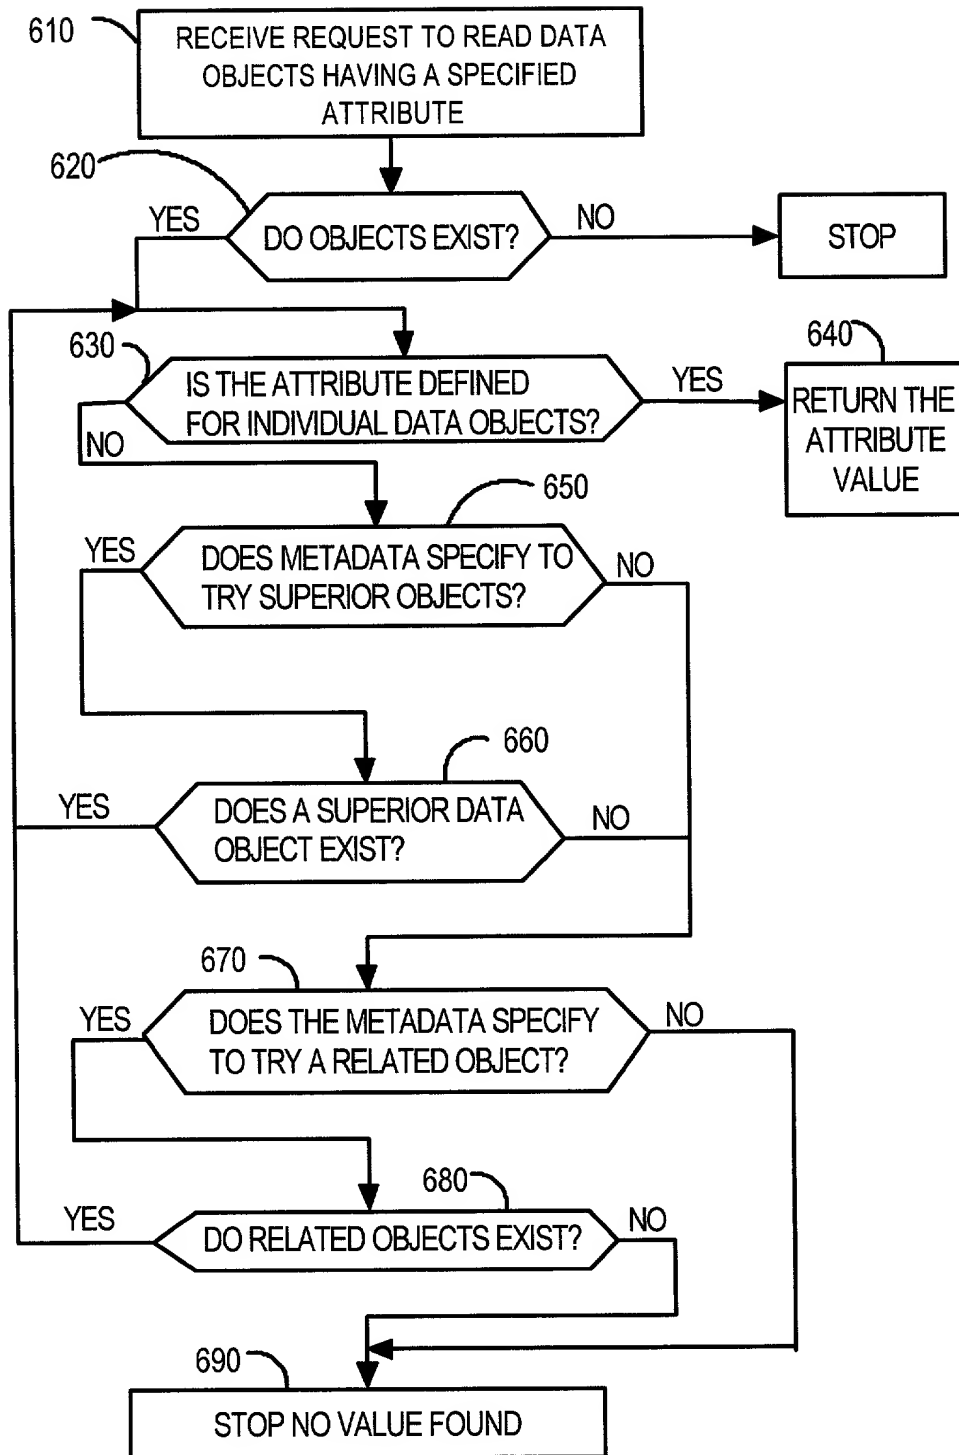 610
RECEIVE REQUEST TO READ DATA
OBJECTS HAVING A SPECIFIED
ATTRIBUTE
620
YES
DO OBJECTS EXIST?
NO
STOP
630
IS THE ATTRIBUTE DEFINED
FOR INDIVIDUAL DATA OBJECTS?
YES
NO
640
RETURN THE
ATTRIBUTE
VALUE
650
YES
DOES METADATA SPECIFY TO
TRY SUPERIOR OBJECTS?
NO
660
YES
DOES A SUPERIOR DATA
OBJECT EXIST?
NO
670
YES
DOES THE METADATA SPECIFY
TO TRY A RELATED OBJECT?
NO
680
YES
DO RELATED OBJECTS EXIST?
NO
690
STOP NO VALUE FOUND